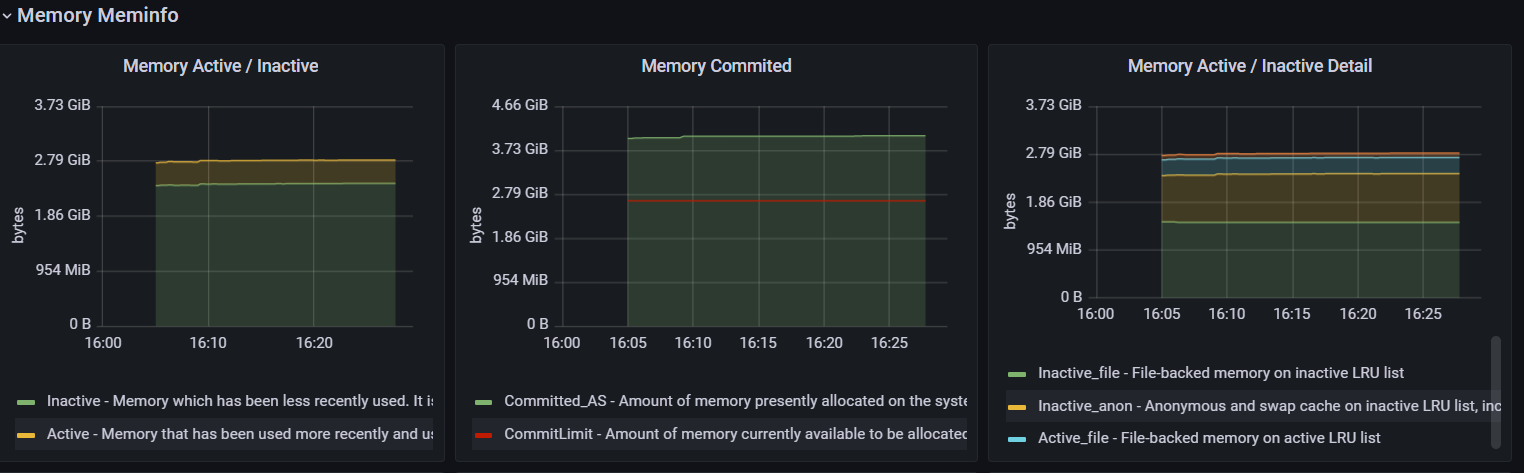 Memory Meminfo
Memory Active / Inactive
3.73 GiB
2.79 GiB
1.86 GiB
954 MiB
0 B
bytes
16:00 16:10 16:20
Inactive - Memory which has been less recently used. It is
Active - Memory that has been used more recently and us
Memory Commited
4.66 GiB
3.73 GiB
2.79 GiB
1.86 GiB
954 MiB
0 B
bytes
16:00 16:05 16:10 16:15 16:20 16:25
Committed_AS - Amount of memory presently allocated on the syste
CommitLimit - Amount of memory currently available to be allocated
Memory Active / Inactive Detail
3.73 GiB
2.79 GiB
1.86 GiB
954 MiB
0 B
bytes
16:00 16:05 16:10 16:15 16:20 16:25
Inactive_file - File-backed memory on inactive LRU list
Inactive_anon - Anonymous and swap cache on inactive LRU list, inc
Active_file - File-backed memory on active LRU list